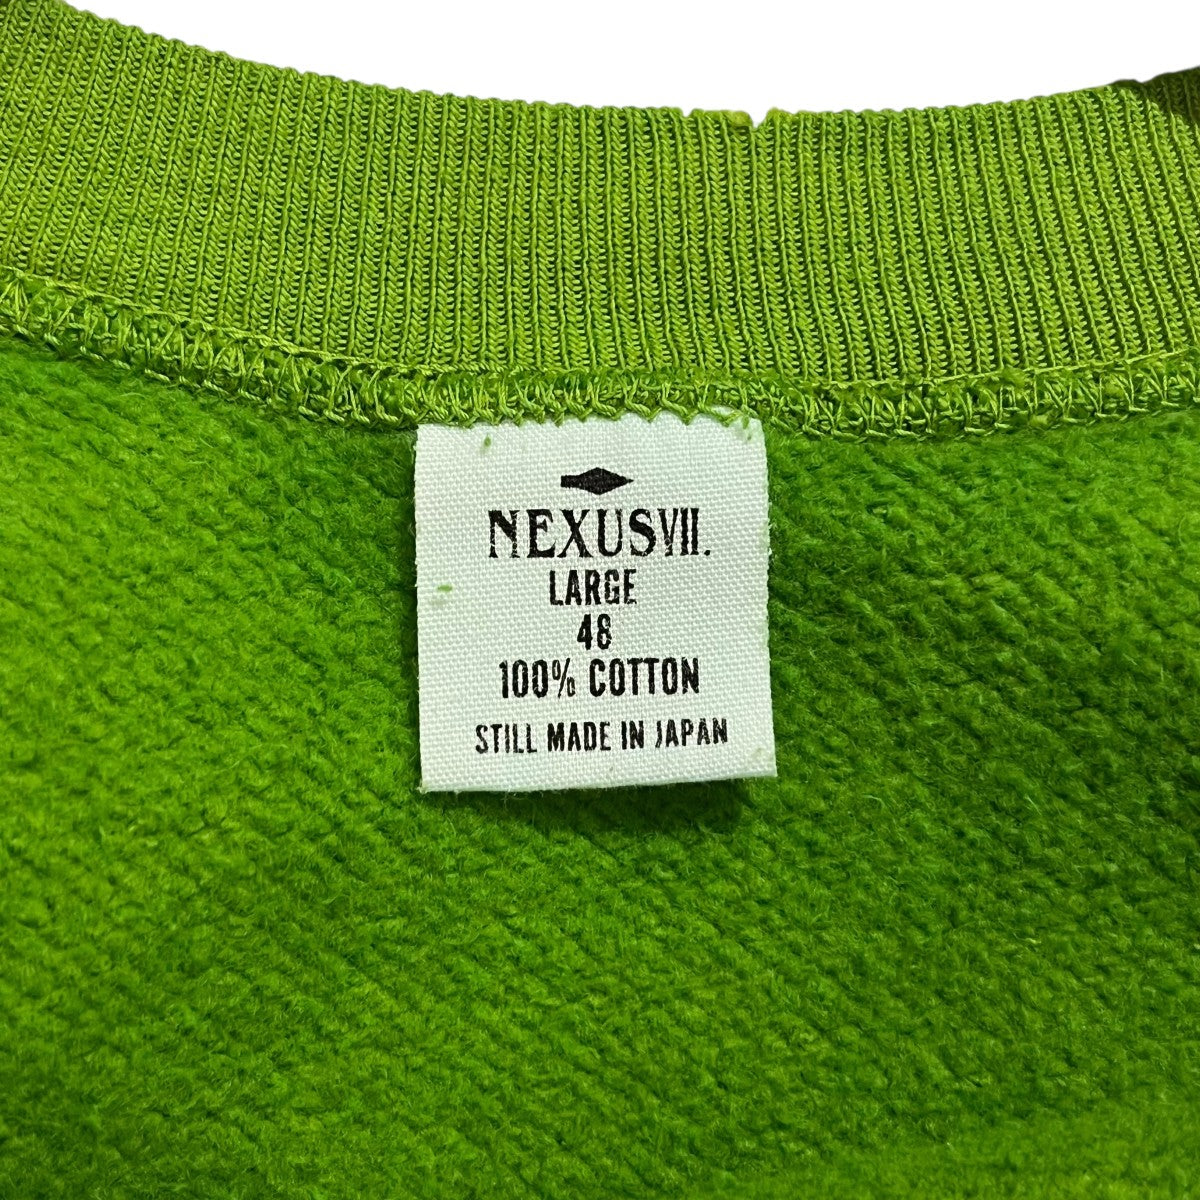 NEXUSVII.
LARGE
48
100% COTTON
STILL MADE IN JAPAN